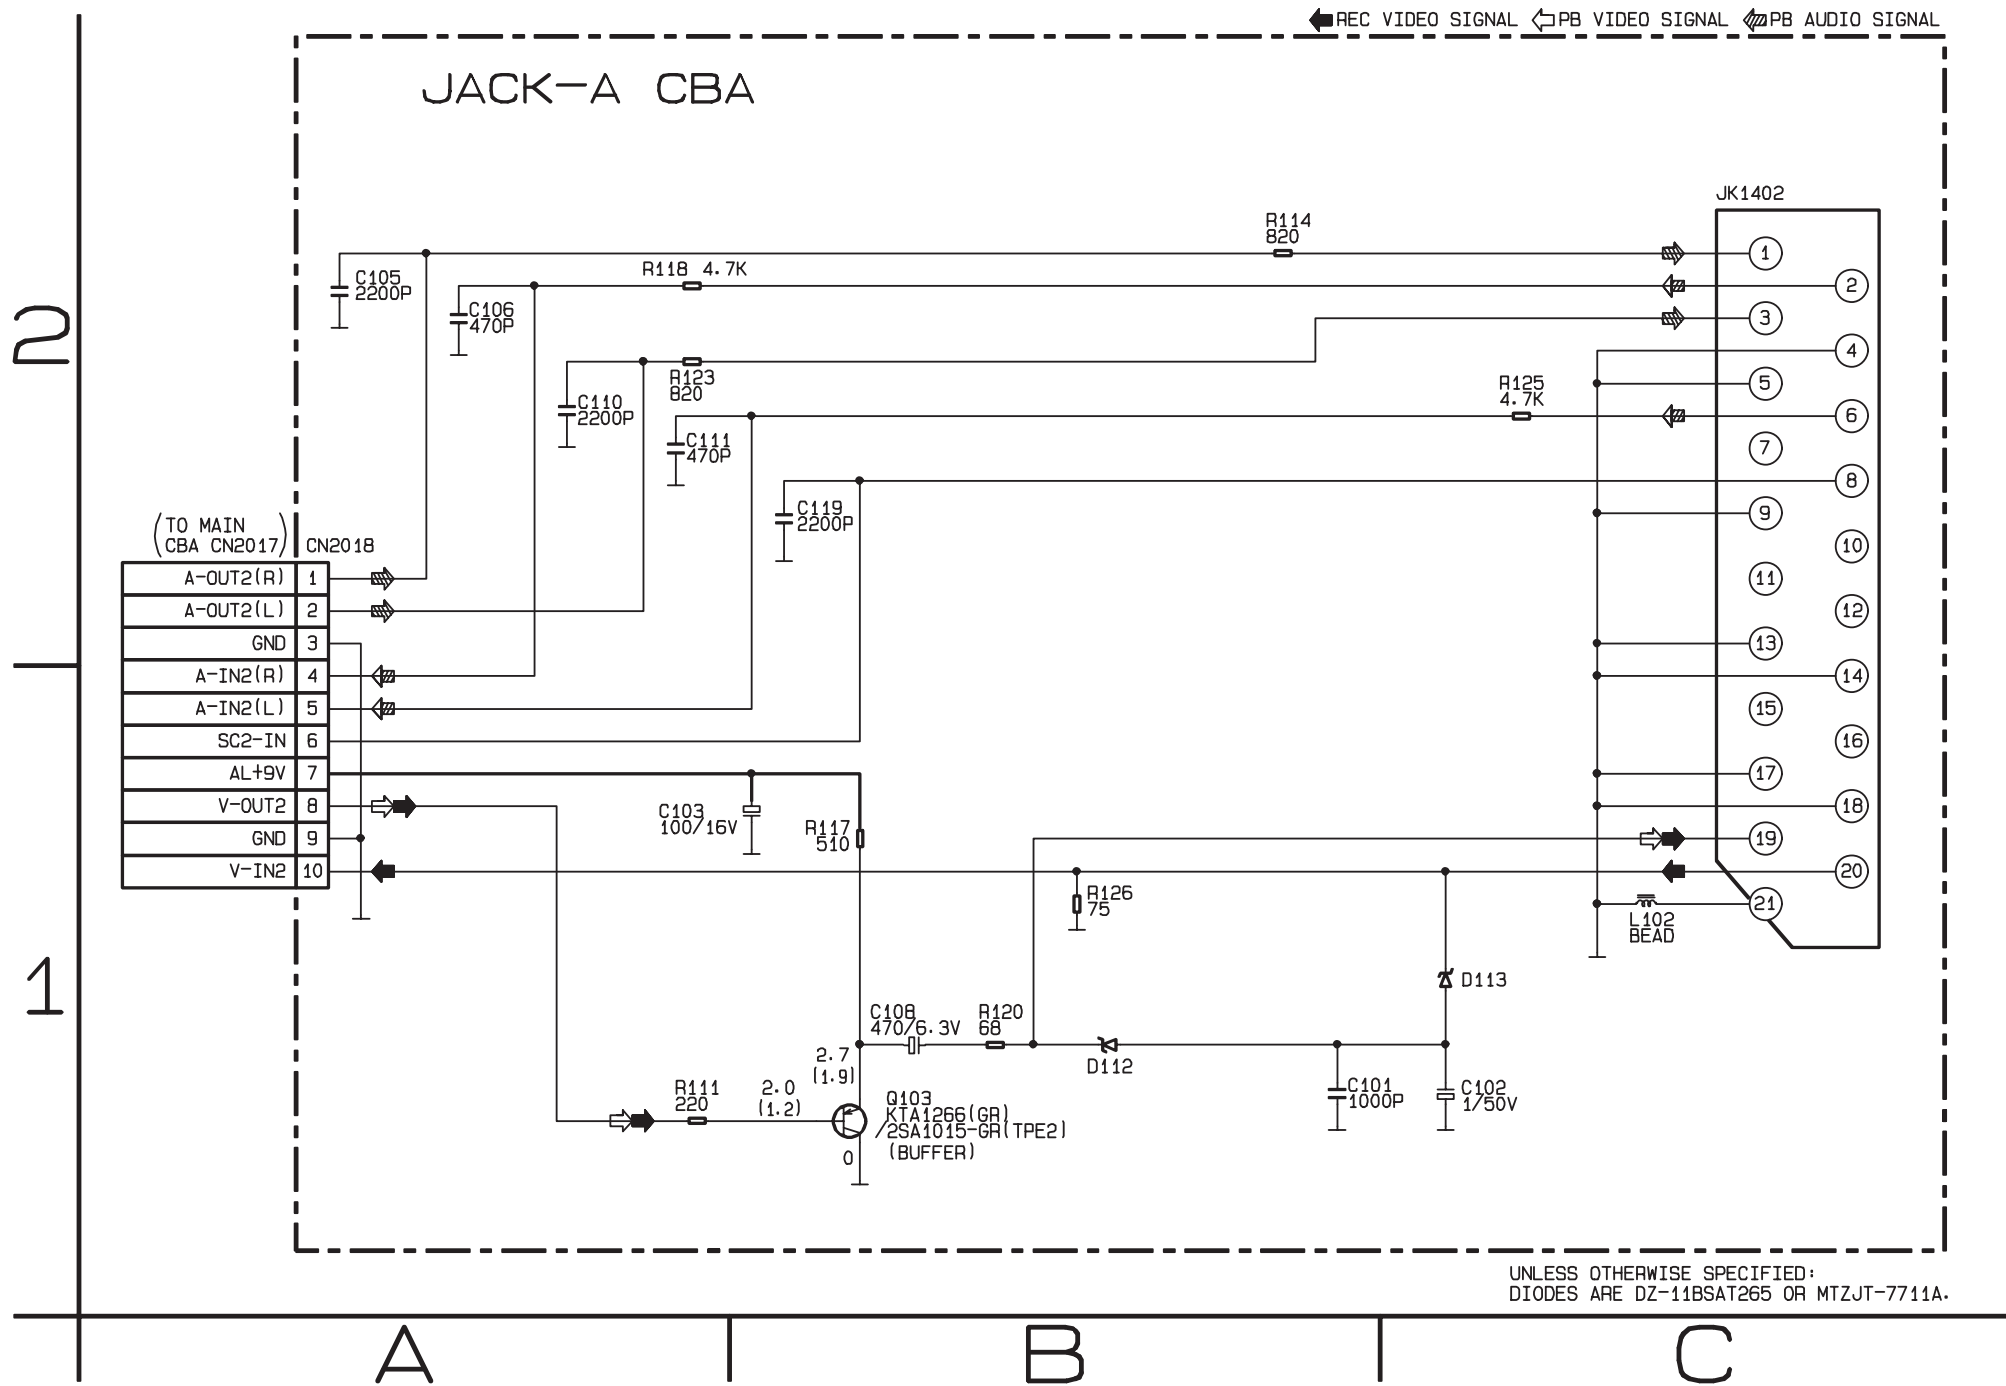 REC VIDEO SIGNAL PB VIDEO SIGNAL PB AUDIO SIGNAL
JACK-A CBA
JK1402
R114
820
1
C105
2200P
R118 4.7K
2
C106
470P
3
4
R123
820
5
R125
4.7K
C110
2200P
6
C111
470P
7
8
C119
2200P
9
(TO MAIN
CBA CN2017)
CN2018
10
A-OUT2(R) 1
11
A-OUT2(L) 2
12
GND 3
13
A-IN2(R) 4
14
A-IN2(L) 5
15
SC2-IN 6
16
AL+9V 7
17
V-OUT2 8
18
C103
100/16V
R117
510
GND 9
19
V-IN2 10
20
R126
75
21
L102
BEAD
D113
C108
470/6.3V
R120
68
2.7
(1.9)
D112
R111
220
2.0
(1.2)
C101
1000P
C102
1/50V
Q103
KTA1266(GR)
/2SA1015-GR(TPE2)
(BUFFER)
0
UNLESS OTHERWISE SPECIFIED:
DIODES ARE DZ-11BSAT265 OR MTZJT-7711A.
2
1
A
B
C